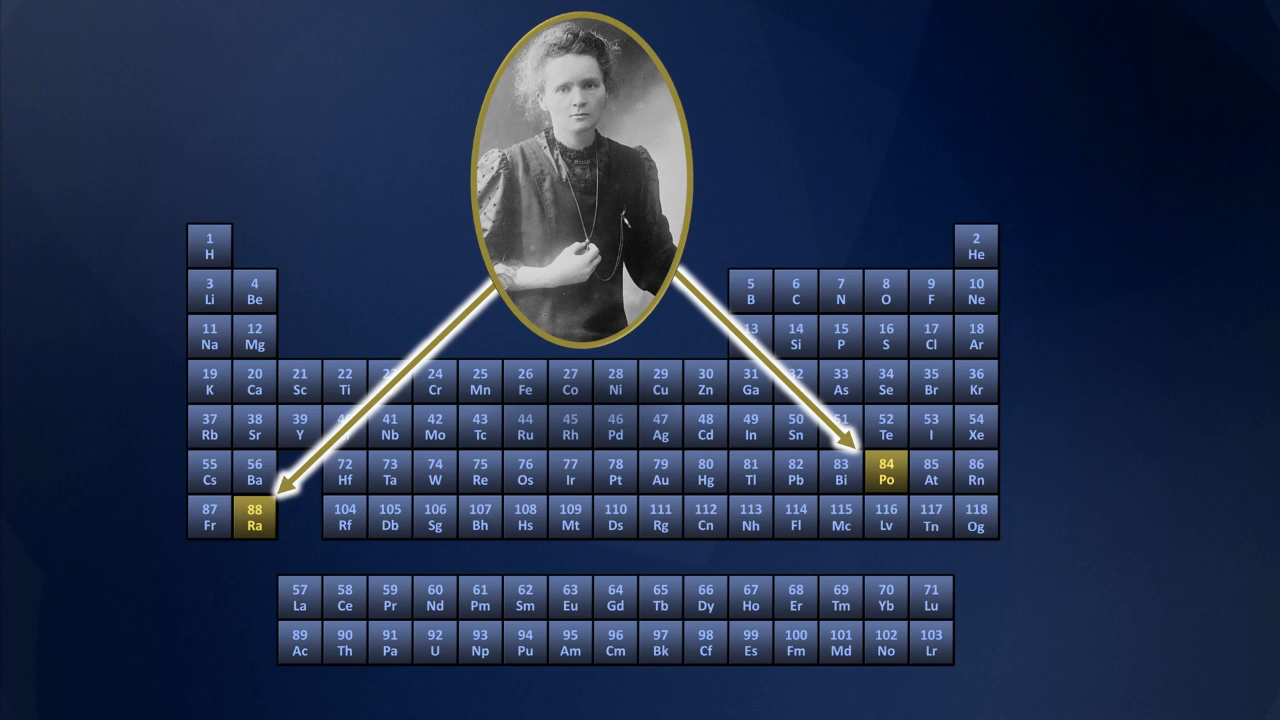 1 2
H He
3 4 5 6 7 8 9 10
Li Be B C N O F Ne
11 12 13 14 15 16 17 18
Na Mg Si P S Cl Ar
19 20 21 22 24 25 26 27 28 29 30 31 33 34 35 36
K Ca Sc Ti Cr Mn Fe Co Ni Cu Zn Ga As Se Br Kr
37 38 39 41 42 43 44 45 46 47 48 49 50 52 53 54
Rb Sr Y Nb Mo Tc Ru Rh Pd Ag Cd In Sn Te I Xe
55 56 72 73 74 75 76 77 78 79 80 81 82 83 84 85 86
Cs Ba Hf Ta W Re Os Ir Pt Au Hg Tl Pb Bi Po At Rn
87 88 104 105 106 107 108 109 110 111 112 113 114 115 116 117 118
Fr Ra Rf Db Sg Bh Hs Mt Ds Rg Cn Nh Fl Mc Lv Tn Og
57 58 59 60 61 62 63 64 65 66 67 68 69 70 71
La Ce Pr Nd Pm Sm Eu Gd Tb Dy Ho Er Tm Yb Lu
89 90 91 92 93 94 95 96 97 98 99 100 101 102 103
Ac Th Pa U Np Pu Am Cm Bk Cf Es Fm Md No Lr